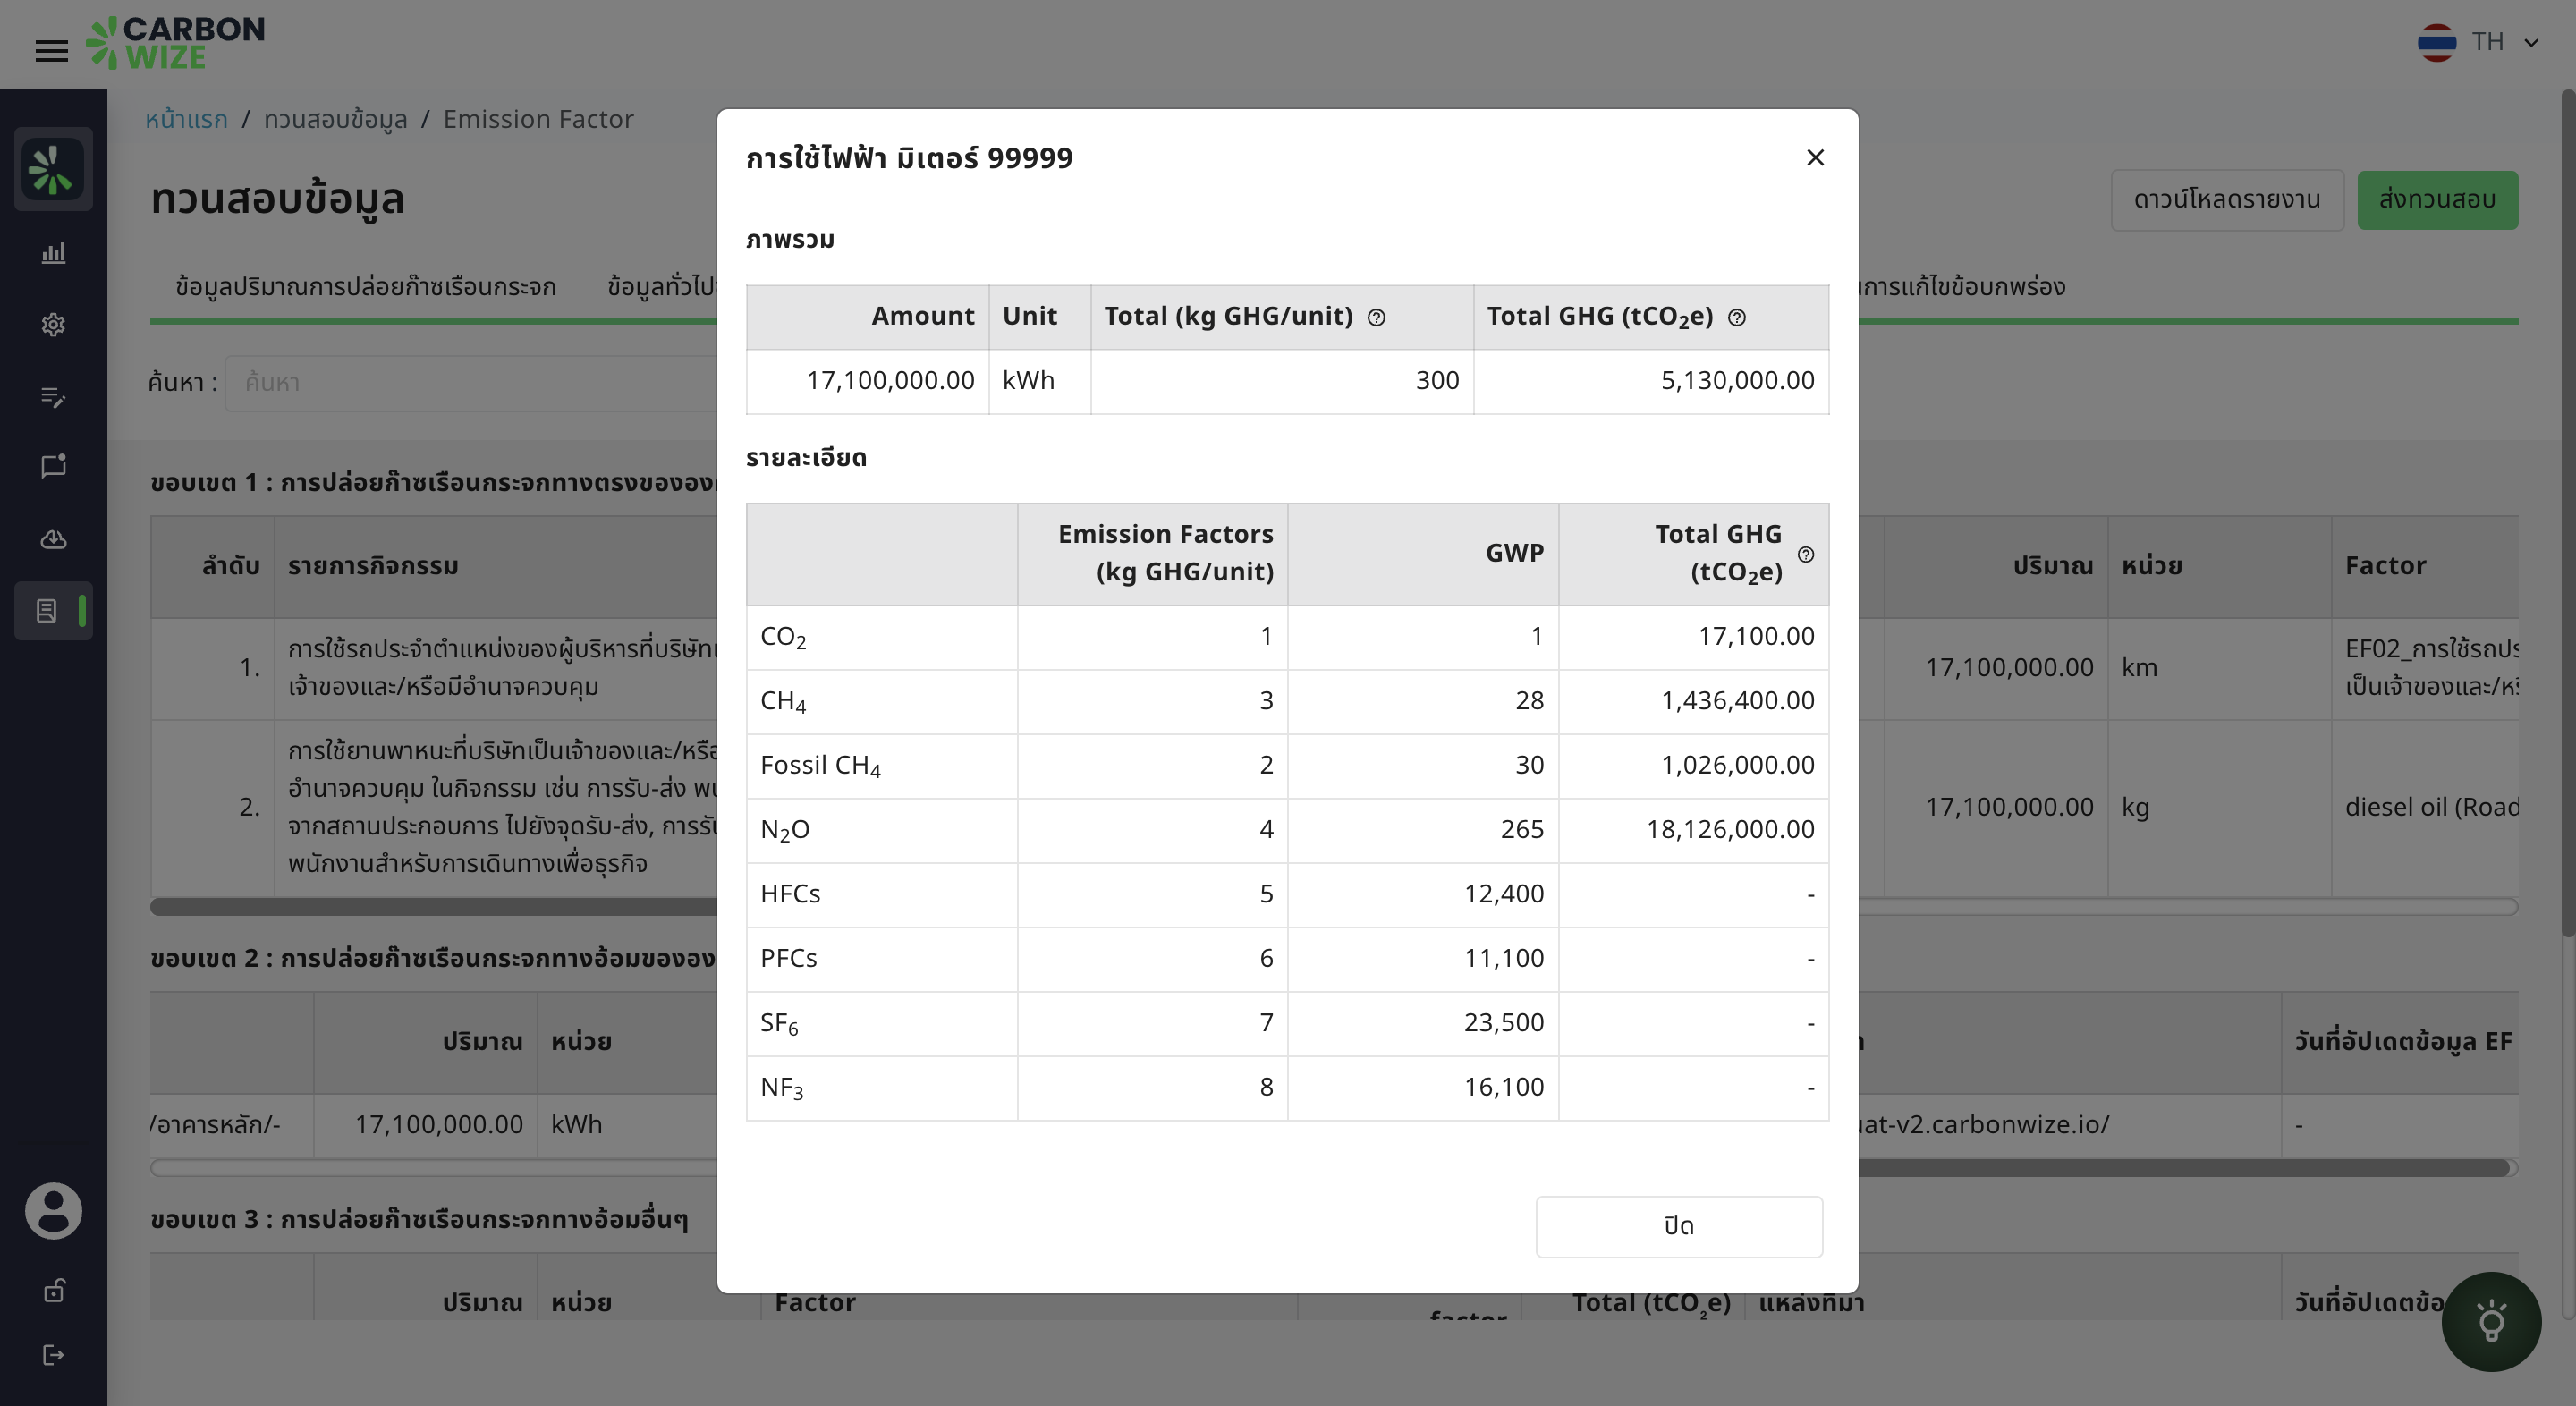 CARBON
WIZE
TH
หน้าแรก / ทวนสอบข้อมูล / Emission Factor
ทวนสอบข้อมูล
ดาวน์โหลดรายงาน
ส่งทวนสอบ
ข้อมูลปริมาณการปล่อยก๊าซเรือนกระจก
ข้อมูลทั่วไป
การแก้ไขข้อบกพร่อง
ค้นหา :
ค้นหา
การใช้ไฟฟ้า มิเตอร์ 99999
ภาพรวม
Amount Unit Total (kg GHG/unit) Total GHG (tCO₂e)
17,100,000.00 kWh 300 5,130,000.00
รายละเอียด
Emission Factors
(kg GHG/unit)
GWP
Total GHG
(tCO₂e)
CO₂ 1 1 17,100.00
CH₄ 3 28 1,436,400.00
Fossil CH₄ 2 30 1,026,000.00
N₂O 4 265 18,126,000.00
HFCs 5 12,400 -
PFCs 6 11,100 -
SF₆ 7 23,500 -
NF₃ 8 16,100 -
ปิด
ขอบเขต 1 : การปล่อยก๊าซเรือนกระจกทางตรงของ
ลำดับ รายการกิจกรรม ปริมาณ หน่วย Factor
1.
การใช้รถประจำตำแหน่งของผู้บริหารที่บริษัท
เจ้าของและ/หรือมีอำนาจควบคุม
17,100,000.00 km
EF02_การใช้รถ
เป็นเจ้าของและ/
2.
การใช้ยานพาหนะที่บริษัทเป็นเจ้าของและ/หรือ
อำนาจควบคุม ในกิจกรรม เช่น การรับ-ส่ง
จากสถานประกอบการ ไปยังจุดรับ-ส่ง,
พนักงานสำหรับการเดินทางเพื่อธุรกิจ
17,100,000.00 kg diesel oil (Road
ขอบเขต 2 : การปล่อยก๊าซเรือนกระจกทางอ้อมของ
ปริมาณ หน่วย วันที่อัปเดตข้อมูล EF
/อาคารหลัก/- 17,100,000.00 kWh uat-v2.carbonwize.io/ -
ขอบเขต 3 : การปล่อยก๊าซเรือนกระจกทางอ้อมอื่นๆ
ปริมาณ หน่วย Factor factor Total (tCO₂e) แหล่งที่มา วันที่อัปเดตข้อ